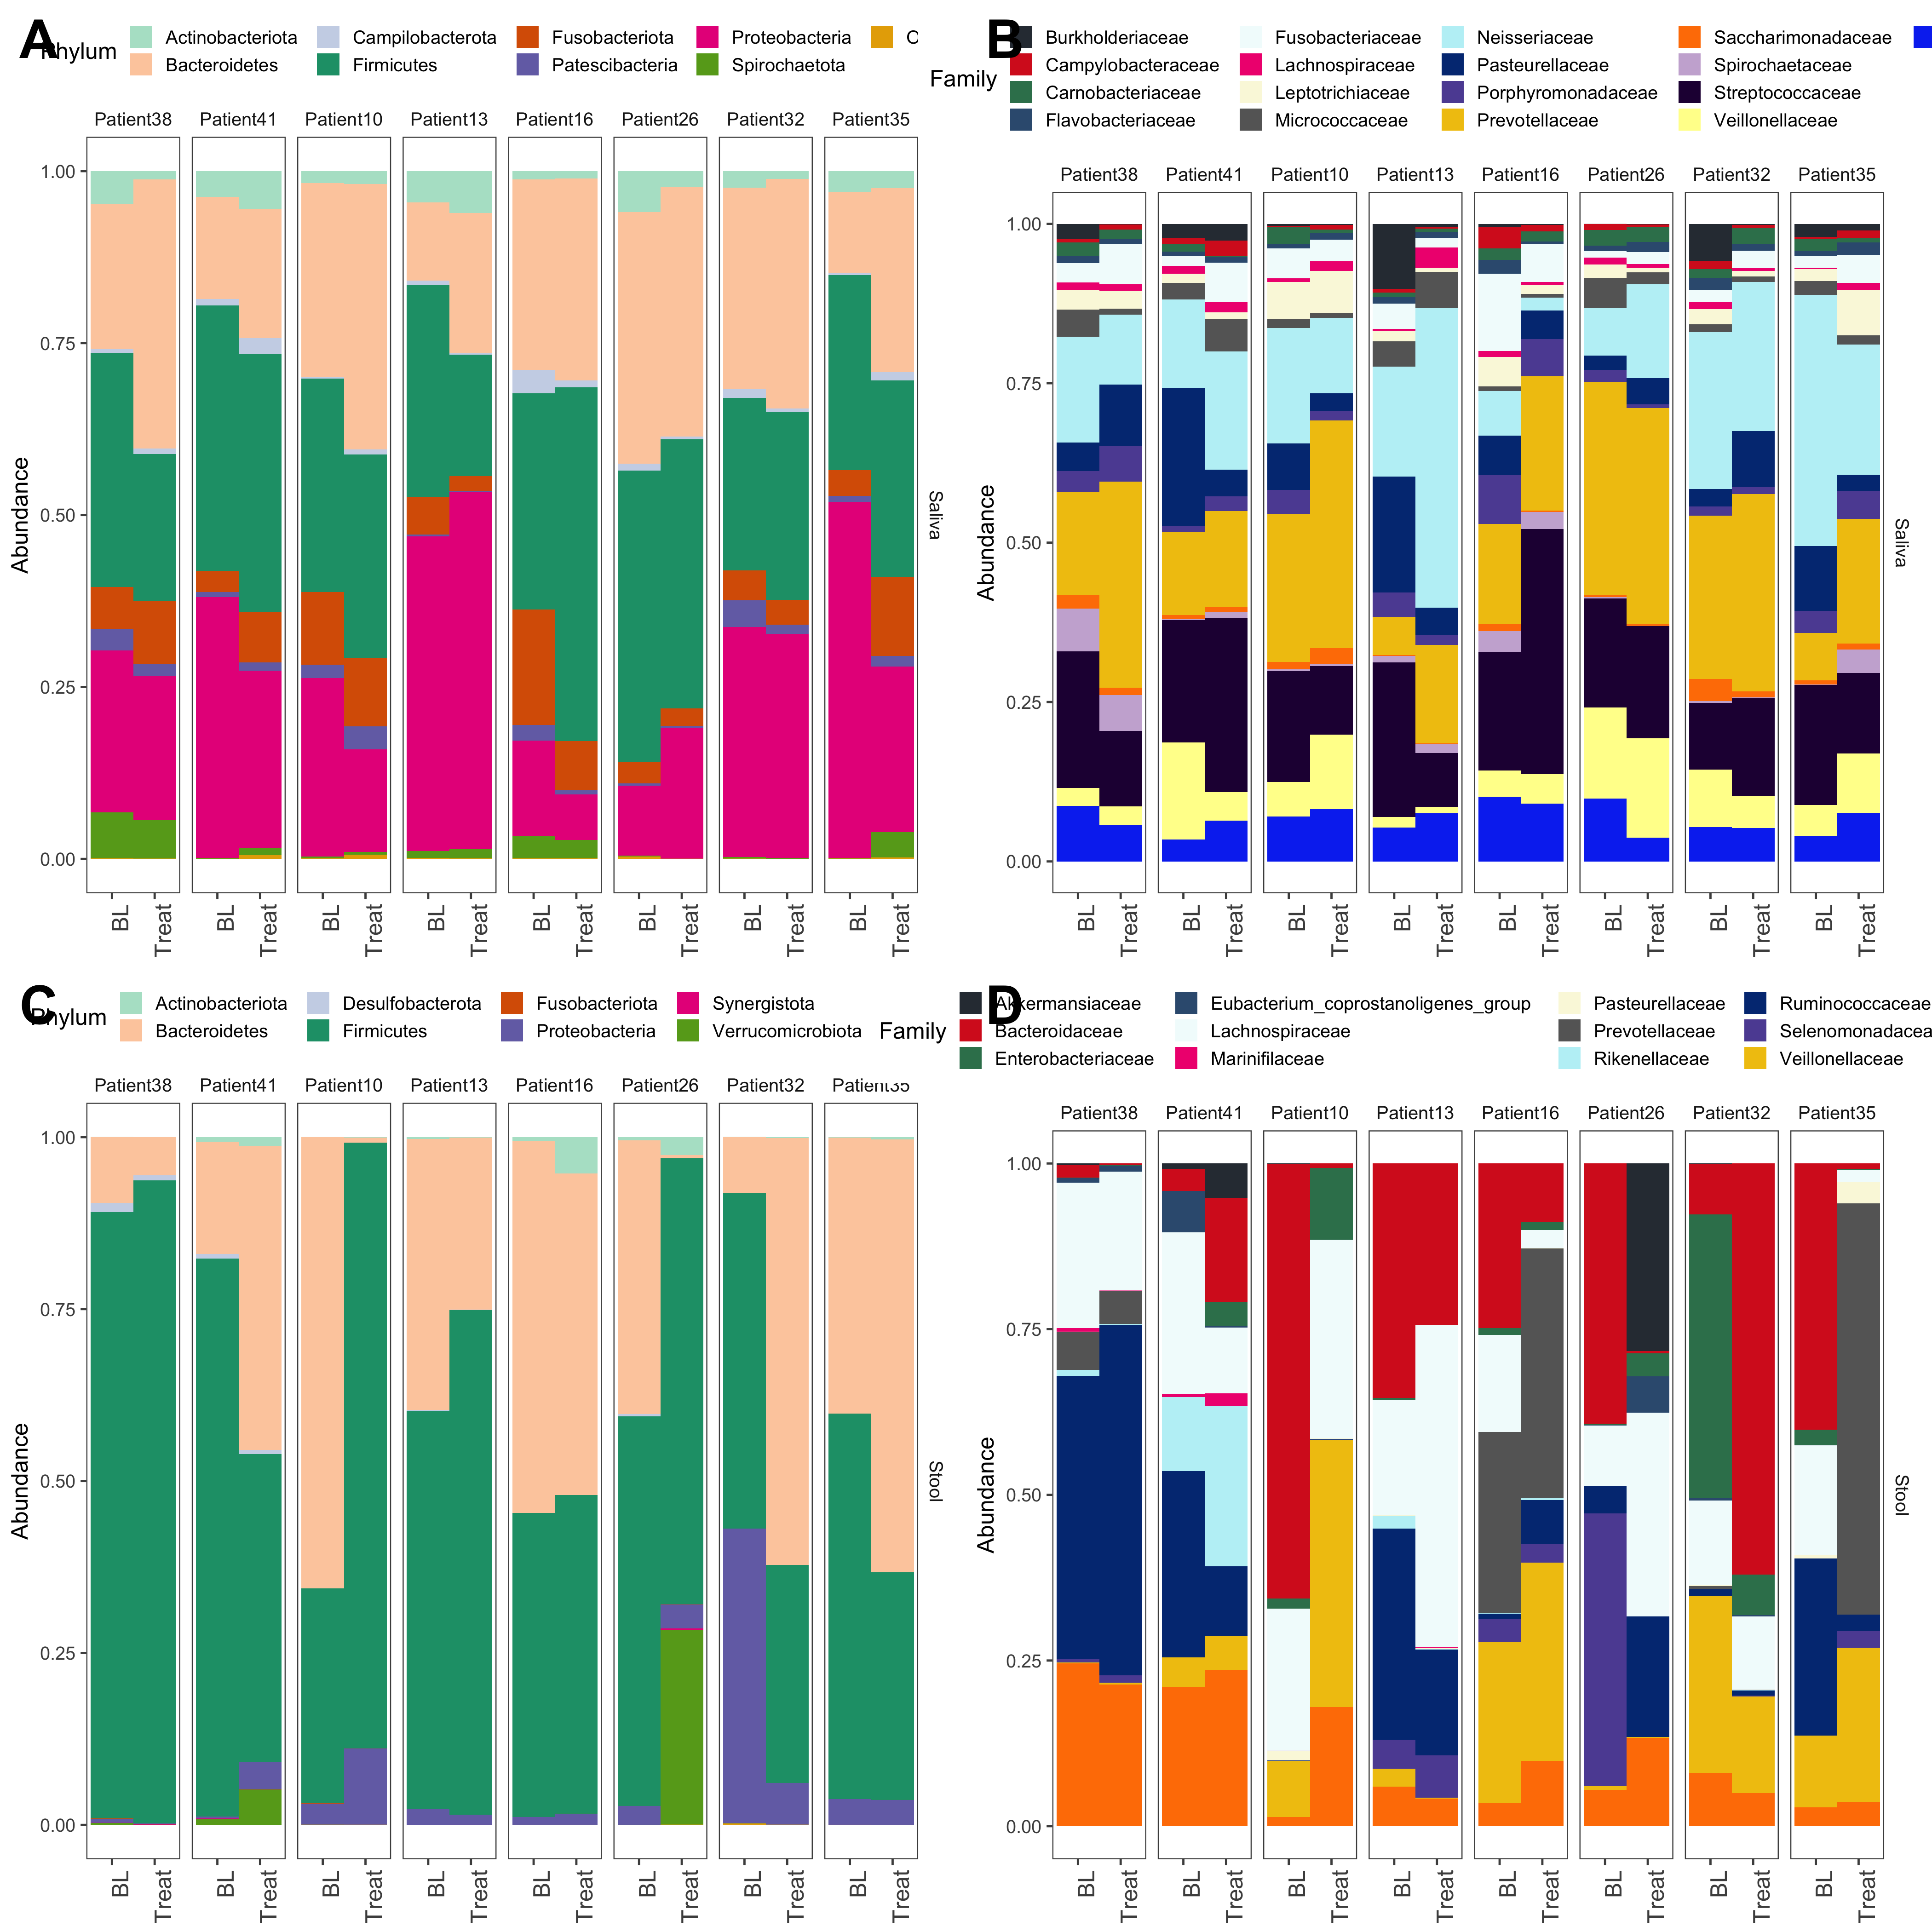 A
Phylum
Actinobacteriota Campilobacterota Fusobacteriota Proteobacteria O
Bacteroidetes Firmicutes Patescibacteria Spirochaetota
Patient38 Patient41 Patient10 Patient13 Patient16 Patient26 Patient32 Patient35
1.00
0.75
0.50
0.25
0.00
Abundance
Saliva
BL Treat BL Treat BL Treat BL Treat BL Treat BL Treat BL Treat BL Treat
B
Family
Burkholderiaceae Fusobacteriaceae Neisseriaceae Saccharimonadaceae
Campylobacteraceae Lachnospiraceae Pasteurellaceae Spirochaetaceae
Carnobacteriaceae Leptotrichiaceae Porphyromonadaceae Streptococcaceae
Flavobacteriaceae Micrococcaceae Prevotellaceae Veillonellaceae
Patient38 Patient41 Patient10 Patient13 Patient16 Patient26 Patient32 Patient35
1.00
0.75
0.50
0.25
0.00
Abundance
Saliva
BL Treat BL Treat BL Treat BL Treat BL Treat BL Treat BL Treat BL Treat
C
Phylum
Actinobacteriota Desulfobacterota Fusobacteriota Synergistota
Bacteroidetes Firmicutes Proteobacteria Verrucomicrobiota
Patient38 Patient41 Patient10 Patient13 Patient16 Patient26 Patient32 Patient35
1.00
0.75
0.50
0.25
0.00
Abundance
Stool
BL Treat BL Treat BL Treat BL Treat BL Treat BL Treat BL Treat BL Treat
D
Family
Akkermansiaceae Eubacterium_coprostanoligenes_group Pasteurellaceae Ruminococcaceae
Bacteroidaceae Lachnospiraceae Prevotellaceae Selenomonadacea
Enterobacteriaceae Marinifilaceae Rikenellaceae Veillonellaceae
Patient38 Patient41 Patient10 Patient13 Patient16 Patient26 Patient32 Patient35
1.00
0.75
0.50
0.25
0.00
Abundance
Stool
BL Treat BL Treat BL Treat BL Treat BL Treat BL Treat BL Treat BL Treat